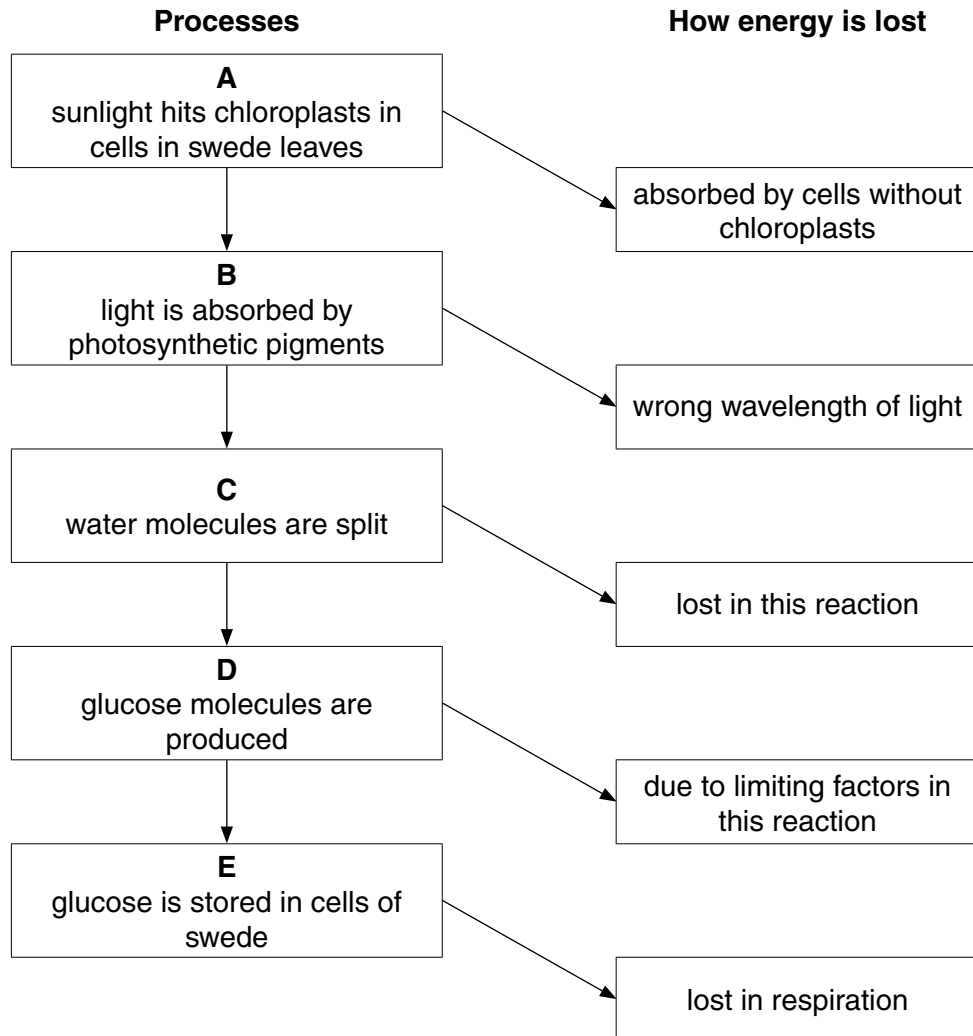 Processes
How energy is lost
A
sunlight hits chloroplasts in
cells in swede leaves
absorbed by cells without
chloroplasts
B
light is absorbed by
photosynthetic pigments
wrong wavelength of light
C
water molecules are split
lost in this reaction
D
glucose molecules are
produced
due to limiting factors in
this reaction
E
glucose is stored in cells of
swede
lost in respiration